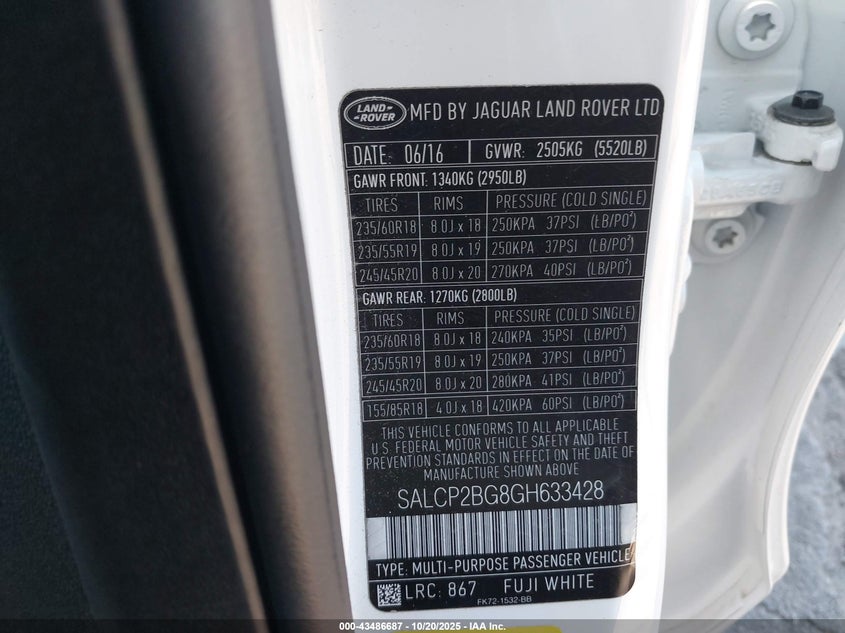 LAND-
-ROVER
MFD BY JAGUAR LAND ROVER LTD
DATE: 06/16 GVWR: 2505KG (5520LB)
GAWR FRONT: 1340KG (2950LB)
TIRES RIMS PRESSURE (COLD SINGLE)
235/60R18 8.0J x 18 250KPA 37PSI (LB/PO²)
235/55R19 8.0J x 19 250KPA 37PSI (LB/PO²)
245/45R20 8.0J x 20 270KPA 40PSI (LB/PO²)
GAWR REAR: 1270KG (2800LB)
TIRES RIMS PRESSURE (COLD SINGLE)
235/60R18 8.0J x 18 240KPA 35PSI (LB/PO²)
235/55R19 8.0J x 19 250KPA 37PSI (LB/PO²)
245/45R20 8.0J x 20 280KPA 41PSI (LB/PO²)
155/85R18 4.0J x 18 420KPA 60PSI (LB/PO²)
THIS VEHICLE CONFORMS TO ALL APPLICABLE
U.S. FEDERAL MOTOR VEHICLE SAFETY AND THEFT
PREVENTION STANDARDS IN EFFECT ON THE DATE OF
MANUFACTURE SHOWN ABOVE
SALCP2BG8GH633428
TYPE: MULTI-PURPOSE PASSENGER VEHICLE
LRC: 867 FUJI WHITE
FK72-1532-BB
000-43486687 - 10/20/2025 - IAA Inc.